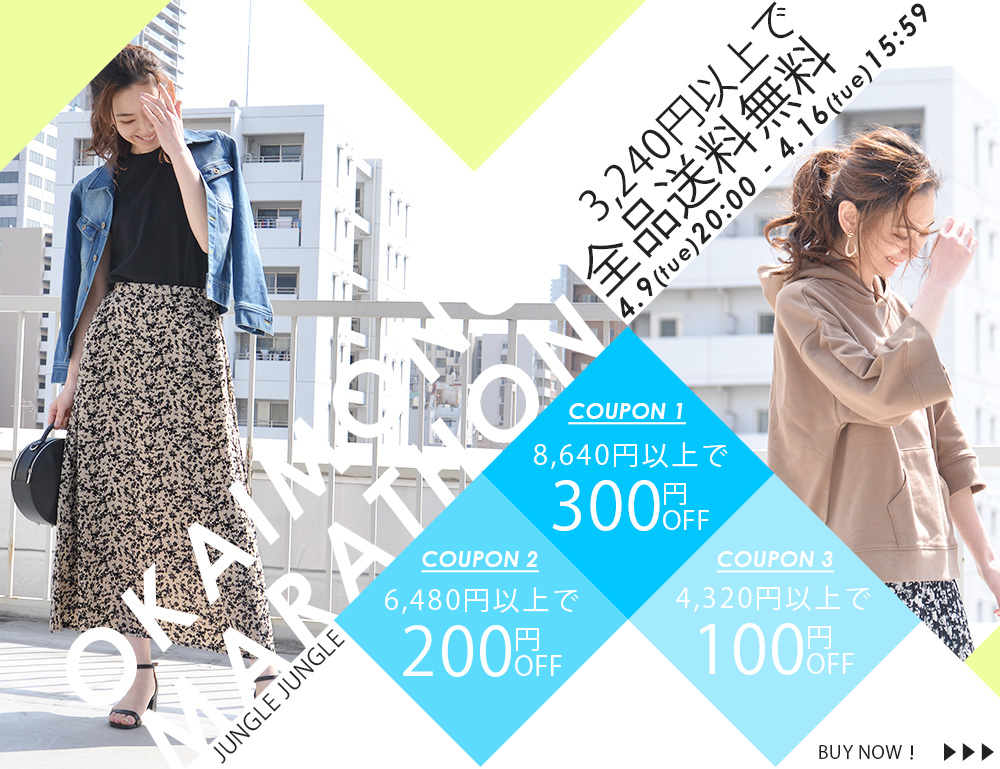 3,240円以上で
全品送料無料
4.9(tue)20:00 - 4.16(tue)15:59
OKAIMONO
MARATHON
JUNGLE JUNGLE
COUPON 1
8,640円以上で
300円OFF
COUPON 2
6,480円以上で
200円OFF
COUPON 3
4,320円以上で
100円OFF
BUY NOW !